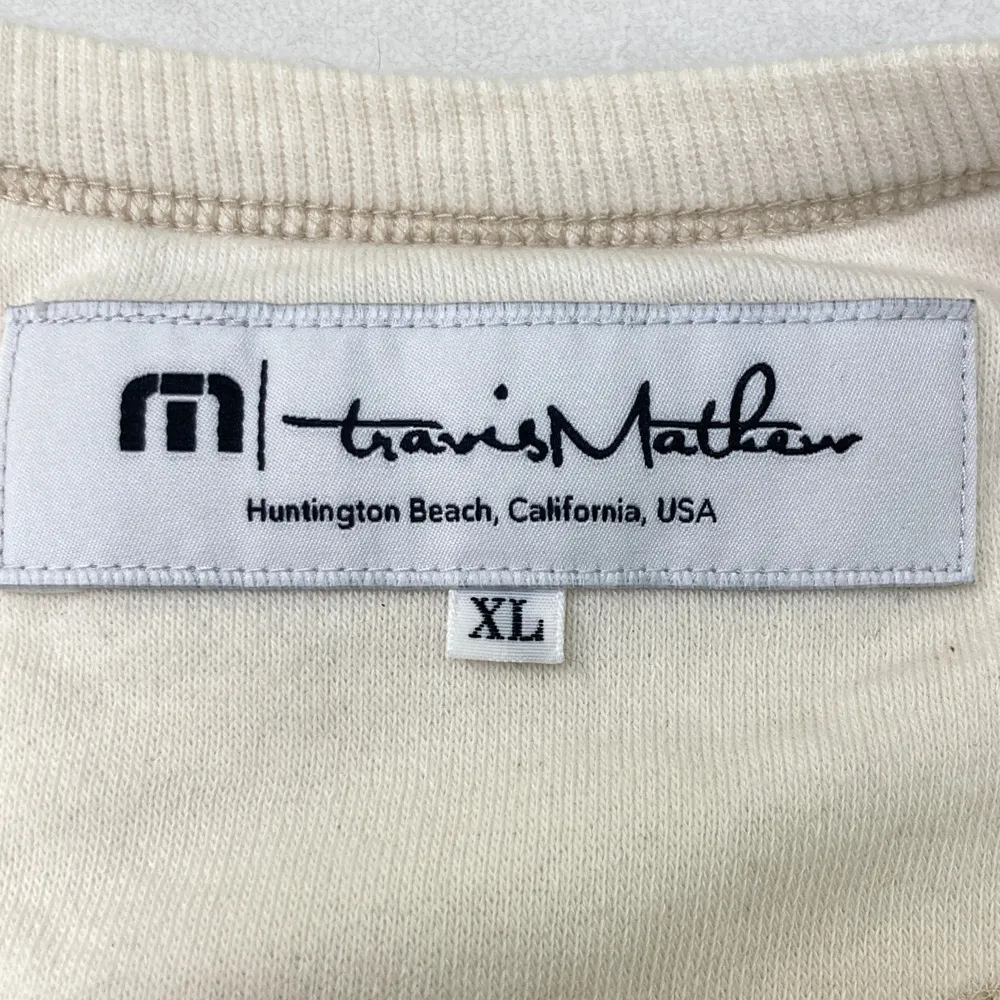 travisMathew
Huntington Beach, California, USA
XL